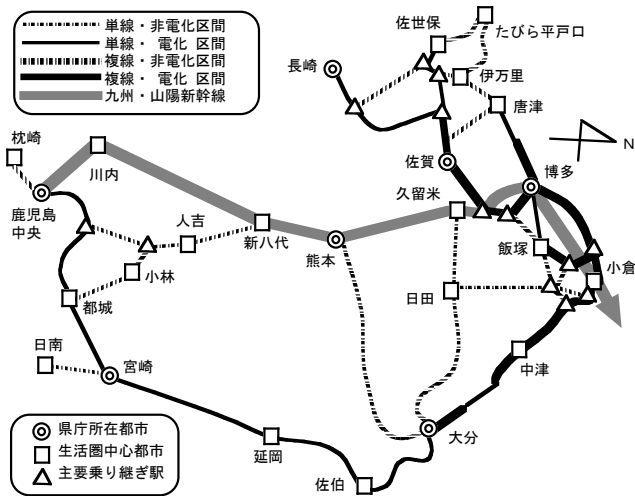 単線・非電化区間
単線・ 電化 区間
複線・非電化区間
複線・ 電化 区間
九州・山陽新幹線
佐世保
たびら平戸口
長崎
伊万里
唐津
枕崎
佐賀
博多
N
川内
久留米
鹿児島
中央
人吉
新八代
熊本
飯塚
小倉
小林
都城
日田
日南
宮崎
中津
大分
延岡
佐伯
県庁所在都市
生活圏中心都市
主要乗り継ぎ駅